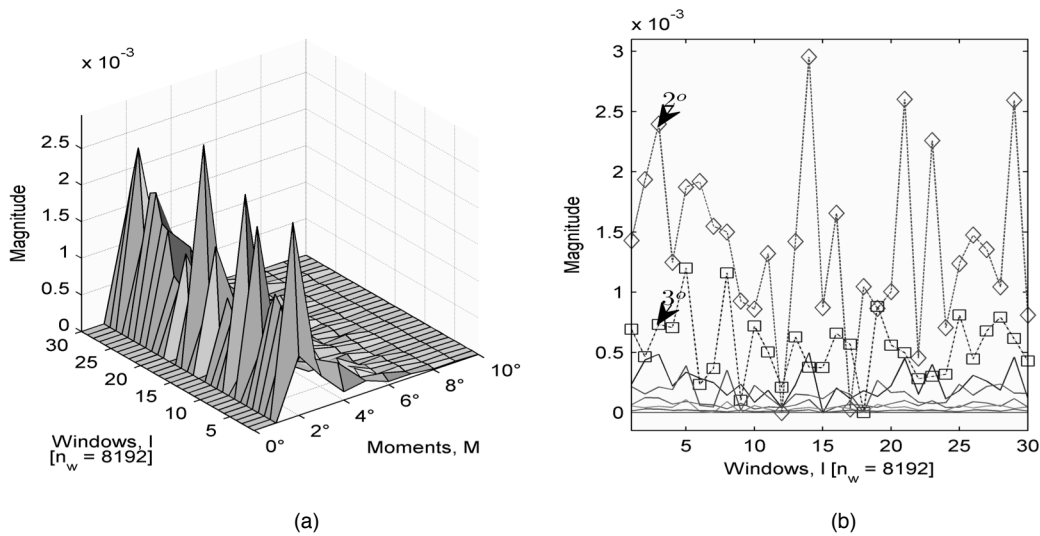 x 10⁻³
2.5
2
1.5
1
0.5
0
Magnitude
30
25
20
15
10
5
0°
2°
4°
6°
8°
10°
Windows, I
[n_w = 8192]
Moments, M
(a)
x 10⁻³
3
2.5
2
1.5
1
0.5
0
Magnitude
2º
3º
5
10
15
20
25
30
Windows, I [n_w = 8192]
(b)